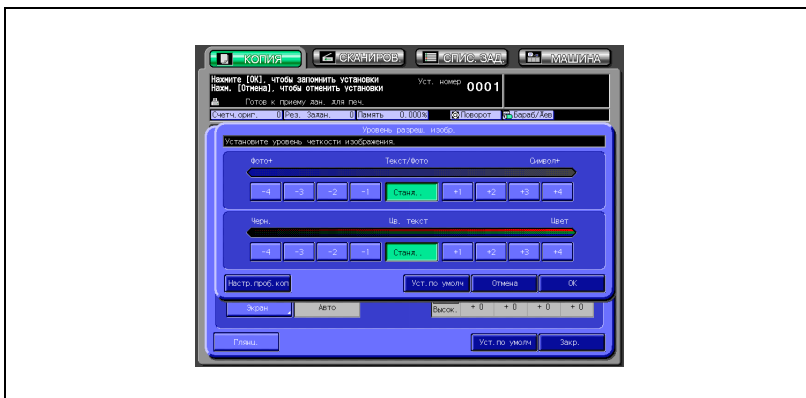 КОПИЯ СКАНИРОВ. СПИС.ЗАД. МАШИНА
Нажмите [OK], чтобы запомнить установки
Нажм. [Отмена], чтобы отменить установки
Уст. номер 0001
Готов к приему дан. для печ.
Счетч.ориг. 0 Рез. Задан. 0 Память 0.000% Поворот Бараб/Лев
Уровень разреш. изобр.
Установите уровень четкости изображения.
Фото+ Текст/Фото Символ+
-4 -3 -2 -1 Станд.. +1 +2 +3 +4
Черн. Цв. текст Цвет
-4 -3 -2 -1 Станд.. +1 +2 +3 +4
Настр.проб.коп Уст.по умолч Отмена OK
Экран Авто Высок. + 0 + 0 + 0 + 0
Глянц. Уст.по умолч Закр.